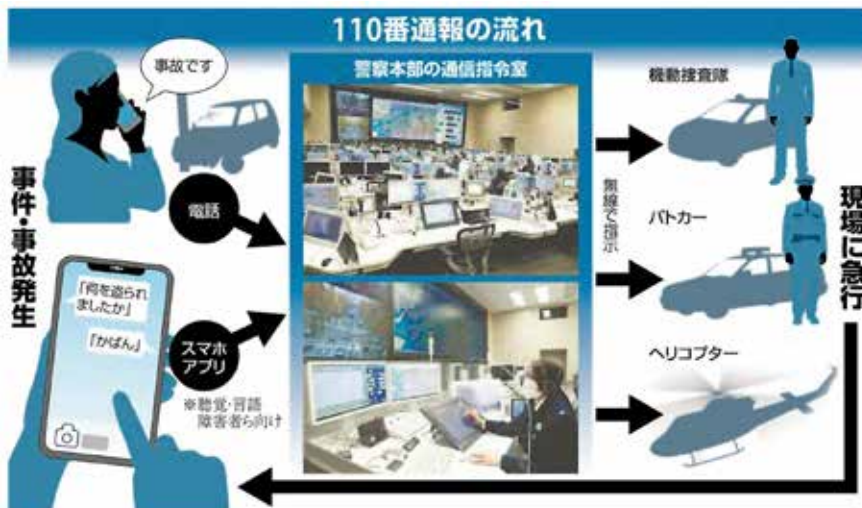 110番通報の流れ
事故です
警察本部の通信指令室
機動捜査隊
事件・事故発生
電話
無線で指示
パトカー
現場に急行
「何を盗られ
ましたか」
「かばん」
スマホ
アプリ
※聴覚・言語
障害者ら向け
ヘリコプター